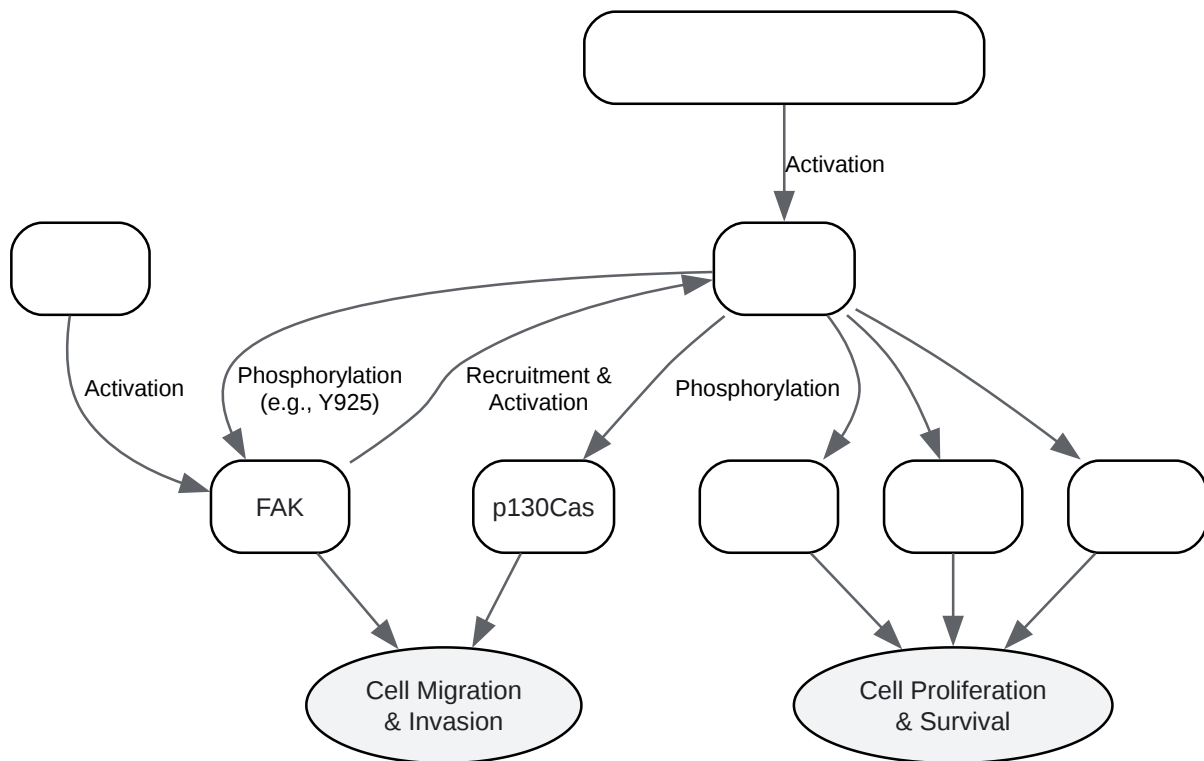 Activation
Activation
Phosphorylation
(e.g., Y925)
Recruitment &
Activation
Phosphorylation
FAK
p130Cas
Cell Migration
& Invasion
Cell Proliferation
& Survival